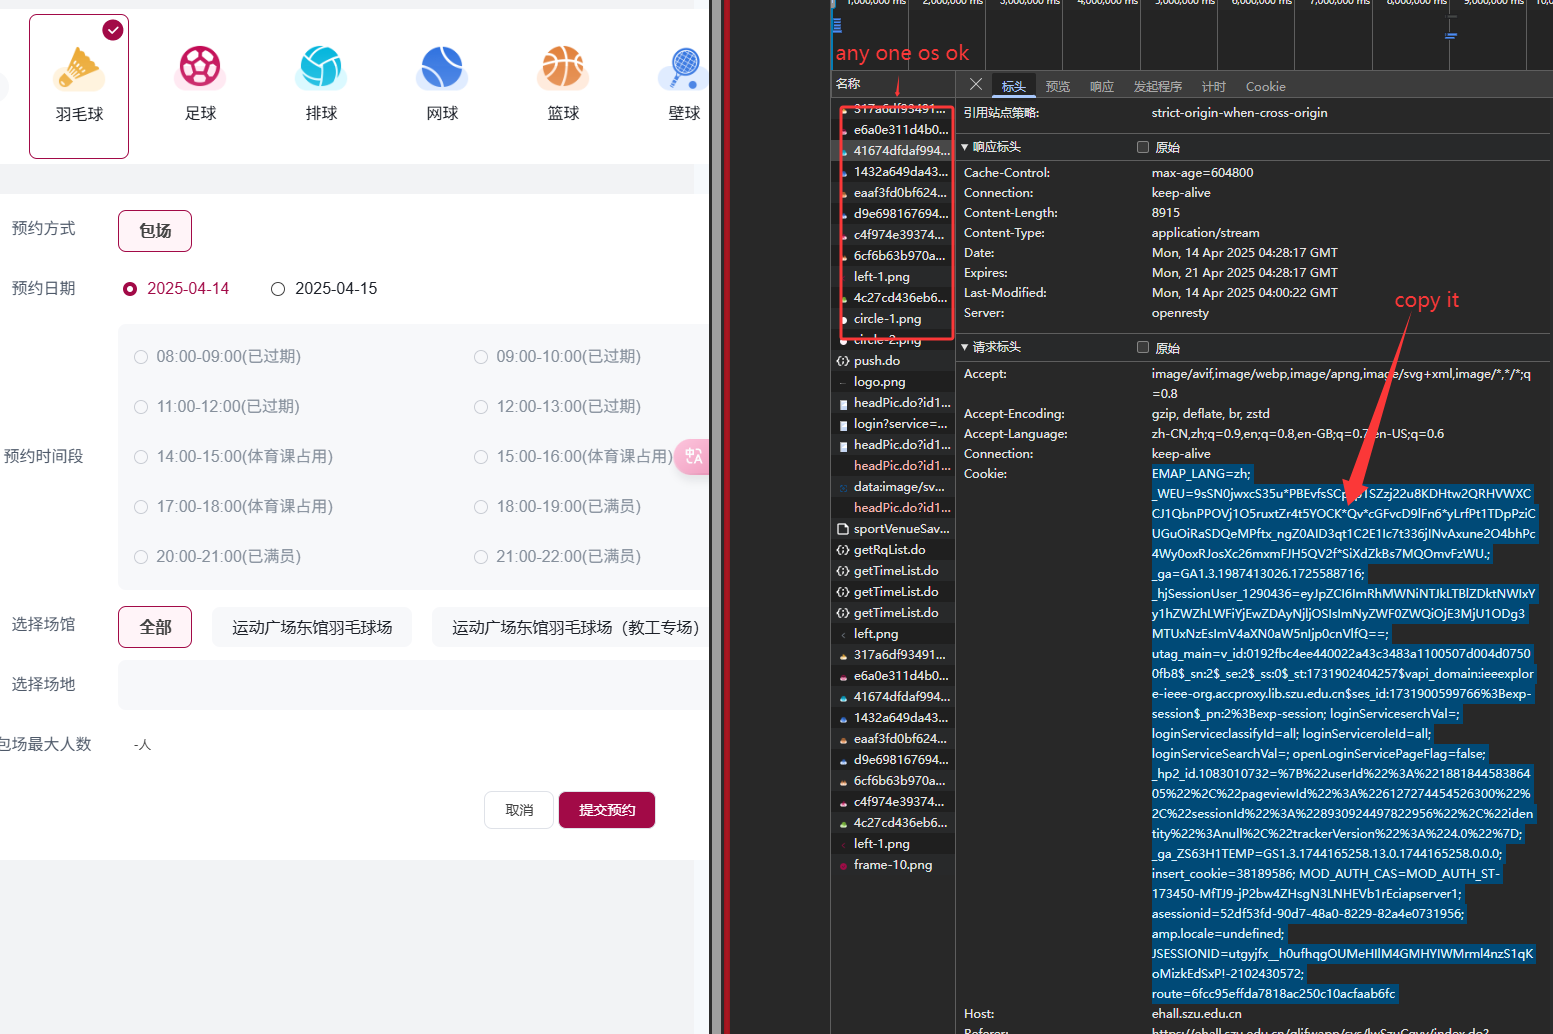 羽毛球
足球
排球
网球
篮球
壁球
预约方式
包场
预约日期
2025-04-14
2025-04-15
08:00-09:00(已过期)
09:00-10:00(已过期)
11:00-12:00(已过期)
12:00-13:00(已过期)
预约时间段
14:00-15:00(体育课占用)
15:00-16:00(体育课占用)
17:00-18:00(体育课占用)
18:00-19:00(已满员)
20:00-21:00(已满员)
21:00-22:00(已满员)
选择场馆
全部
运动广场东馆羽毛球场
运动广场东馆羽毛球场（教工专场）
选择场地
包场最大人数
-人
取消
提交预约
1,000,000 ms 2,000,000 ms 3,000,000 ms 4,000,000 ms 5,000,000 ms 6,000,000 ms 7,000,000 ms 8,000,000 ms 9,000,000 ms
any one os ok
名称
317a6df93491...
e6a0e311d4b0...
41674dfdaf994...
1432a649da43...
eaaf3fd0bf624...
d9e698167694...
c4f974e39374...
6cf6b63b970a...
left-1.png
4c27cd436eb6...
circle-1.png
circle-2.png
push.do
logo.png
headPic.do?id1...
login?service=...
headPic.do?id1...
headPic.do?id1...
data:image/sv...
headPic.do?id1...
sportVenueSav...
getRqList.do
getTimeList.do
getTimeList.do
getTimeList.do
left.png
317a6df93491...
e6a0e311d4b0...
41674dfdaf994...
1432a649da43...
eaaf3fd0bf624...
d9e698167694...
6cf6b63b970a...
c4f974e39374...
4c27cd436eb6...
left-1.png
frame-10.png
标头 预览 响应 发起程序 计时 Cookie
引用站点策略: strict-origin-when-cross-origin
响应标头 原始
Cache-Control: max-age=604800
Connection: keep-alive
Content-Length: 8915
Content-Type: application/stream
Date: Mon, 14 Apr 2025 04:28:17 GMT
Expires: Mon, 21 Apr 2025 04:28:17 GMT
Last-Modified: Mon, 14 Apr 2025 04:00:22 GMT
Server: openresty
copy it
请求标头 原始
Accept: image/avif,image/webp,image/apng,image/svg+xml,image/*,*/*;q
=0.8
Accept-Encoding: gzip, deflate, br, zstd
Accept-Language: zh-CN,zh;q=0.9,en;q=0.8,en-GB;q=0.7,en-US;q=0.6
Connection: keep-alive
Cookie: EMAP_LANG=zh;
CJ1QbnPPOVj1O5ruxtZr4t5YOCK*Qv*cGFvcD9lFn6*yLrfPt1TDpPziC
UGuOiRaSDQeMPftx_ngZ0AID3qt1C2E1Ic7t336jINvAxune2O4bhPc
4Wy0oxRJosXc26mxmFJH5QV2f*SiXdZkBs7MQOmvFzWU.;
_ga=GA1.3.1987413026.1725588716;
_hjSessionUser_1290436=eyJpZCI6ImRhMWNiNTJkLTBlZDktNWIxY
y1hZWZhLWFiYjEwZDAyNjljOSIsImNyZWF0ZWQiOjE3MjU1ODg3
MTUxNzEsImV4aXN0aW5nIjp0cnVlfQ==;
utag_main=v_id:0192fbc4ee440022a43c3483a1100507d004d0750
0fb8$_sn:2$_se:2$_ss:0$_st:1731902404257$vapi_domain:ieeexplor
e-ieee-org.accproxy.lib.szu.edu.cn$ses_id:1731900599766%3Bexp-
session$_pn:2%3Bexp-session; loginServiceserchVal=;
loginServiceclassifyId=all; loginServiceroleId=all;
loginServiceSearchVal=; openLoginServicePageFlag=false;
_hp2_id.1083010732=%7B%22userId%22%3A%221881844583864
05%22%2C%22pageviewId%22%3A%226127274454526300%22%
2C%22sessionId%22%3A%228930924497822956%22%2C%22iden
tity%22%3Anull%2C%22trackerVersion%22%3A%224.0%22%7D;
_ga_ZS63H1TEMP=GS1.3.1744165258.13.0.1744165258.0.0.0;
insert_cookie=38189586; MOD_AUTH_CAS=MOD_AUTH_ST-
173450-MfTJ9-jP2bw4ZHsgN3LNHEVb1rEciapserver1;
asessionid=52df53fd-90d7-48a0-8229-82a4e0731956;
amp.locale=undefined;
JSESSIONID=utgyjfx__h0ufhqgOUMeHIlM4GMHYIWMrml4nzS1qK
oMizkEdSxP!-2102430572;
route=6fcc95effda7818ac250c10acfaab6fc
Host: ehall.szu.edu.cn